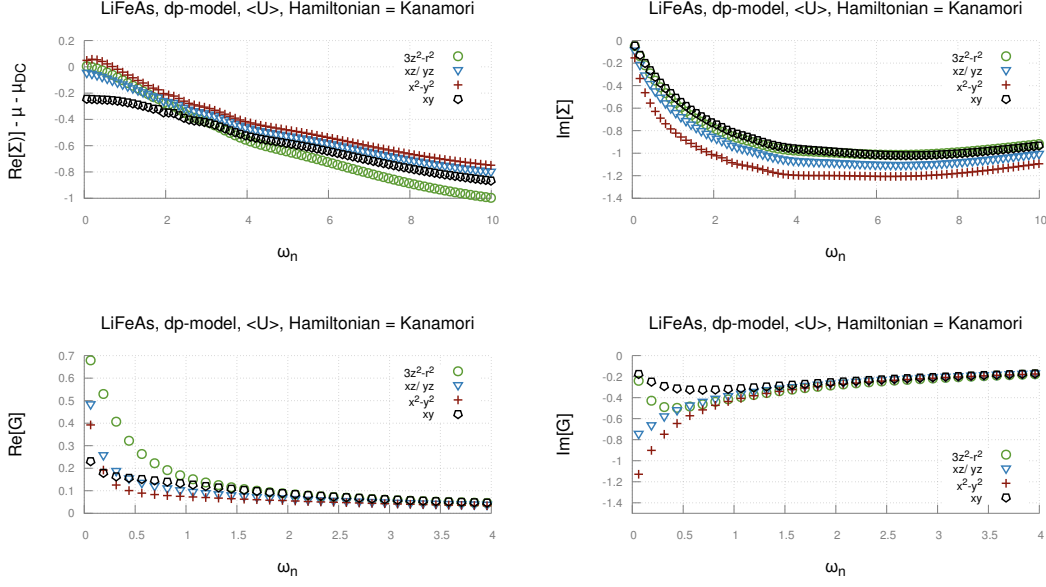 LiFeAs, dp-model, <U>, Hamiltonian = Kanamori
0.2
0
-0.2
-0.4
-0.6
-0.8
-1
0 2 4 6 8 10
Re[Σ)] - μ - μDC
ωn
3z²-r²
xz/ yz
x²-y²
xy
LiFeAs, dp-model, <U>, Hamiltonian = Kanamori
0
-0.2
-0.4
-0.6
-0.8
-1
-1.2
-1.4
0 2 4 6 8 10
Im[Σ]
ωn
3z²-r²
xz/ yz
x²-y²
xy
LiFeAs, dp-model, <U>, Hamiltonian = Kanamori
0.7
0.6
0.5
0.4
0.3
0.2
0.1
0
0 0.5 1 1.5 2 2.5 3 3.5 4
Re[G]
ωn
3z²-r²
xz/ yz
x²-y²
xy
LiFeAs, dp-model, <U>, Hamiltonian = Kanamori
0
-0.2
-0.4
-0.6
-0.8
-1
-1.2
-1.4
0 0.5 1 1.5 2 2.5 3 3.5 4
Im[G]
ωn
3z²-r²
xz/ yz
x²-y²
xy